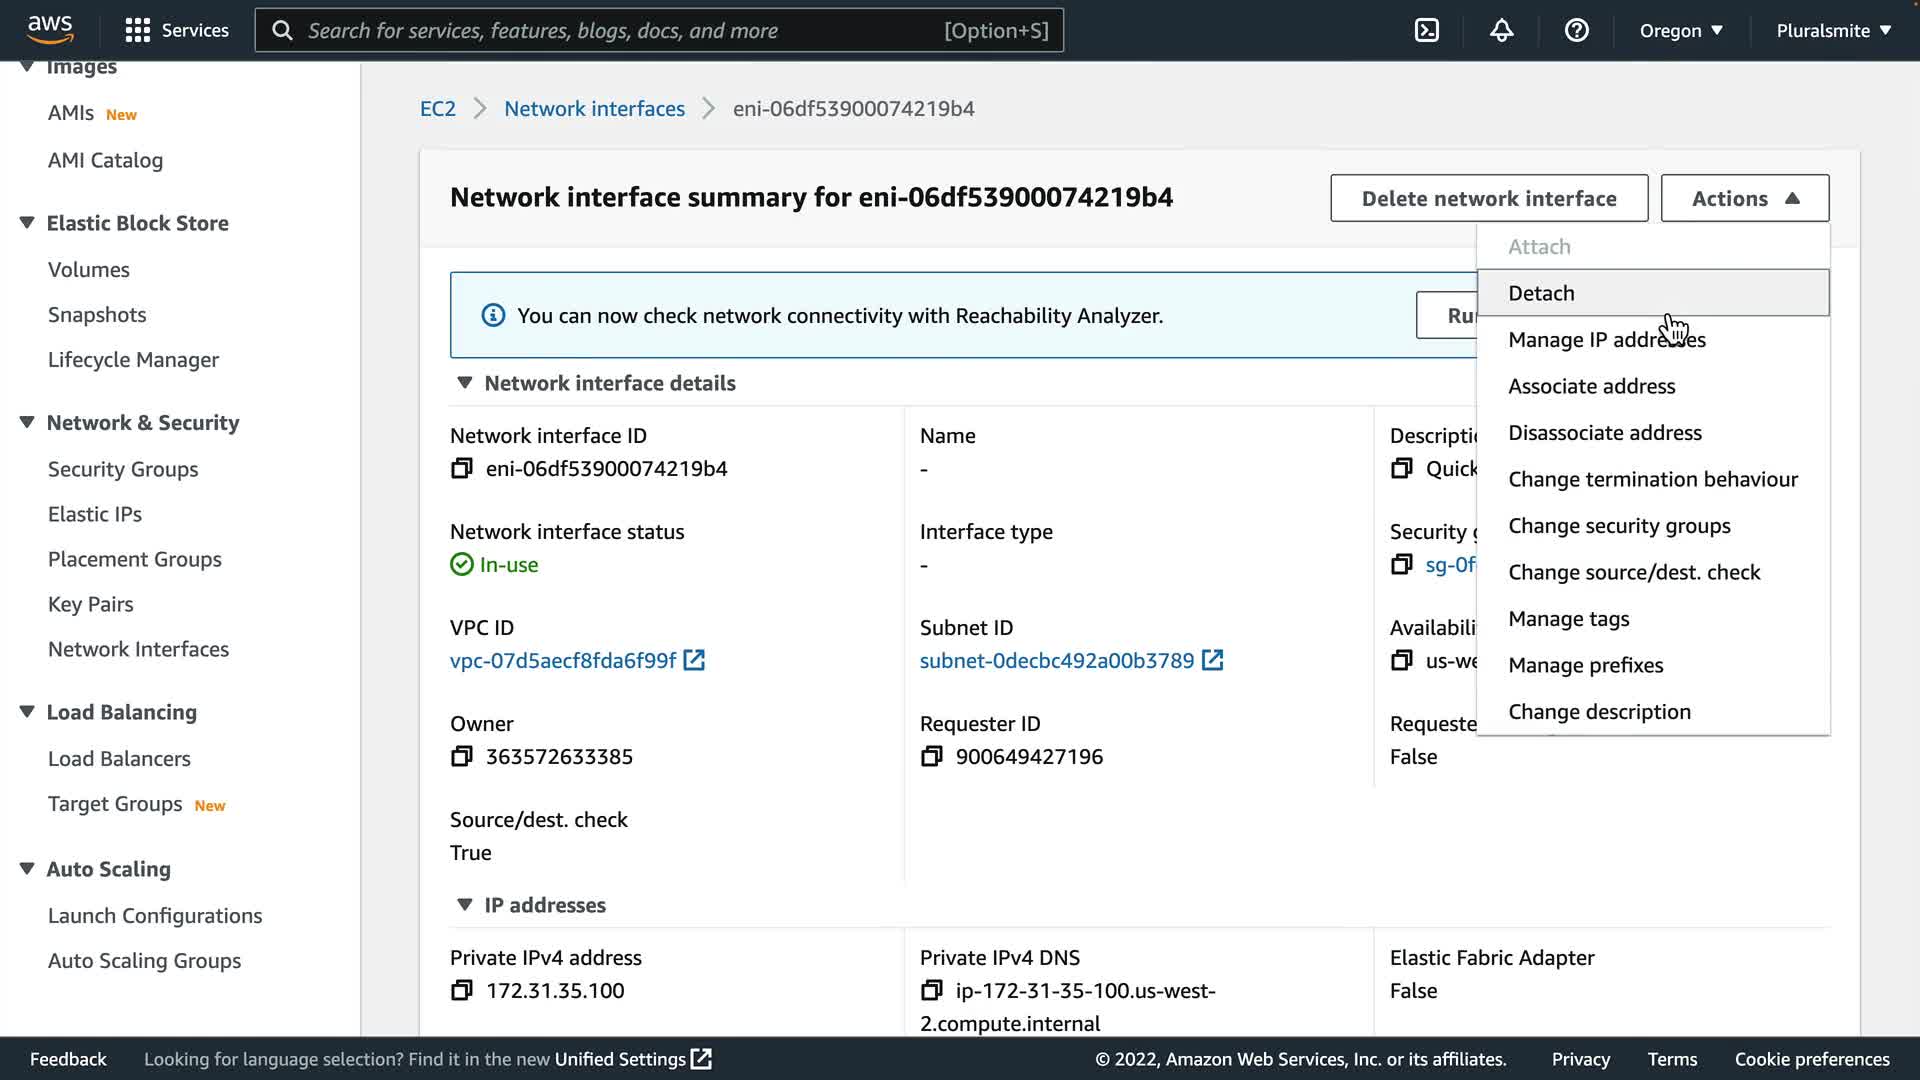 aws
Services
Search for services, features, blogs, docs, and more
[Option+S]
Oregon
Pluralsmite
Images
AMIs New
AMI Catalog
Elastic Block Store
Volumes
Snapshots
Lifecycle Manager
Network & Security
Security Groups
Elastic IPs
Placement Groups
Key Pairs
Network Interfaces
Load Balancing
Load Balancers
Target Groups New
Auto Scaling
Launch Configurations
Auto Scaling Groups
EC2 > Network interfaces > eni-06df53900074219b4
Network interface summary for eni-06df53900074219b4
Delete network interface
Actions
Attach
Detach
Manage IP addresses
Associate address
Disassociate address
Change termination behaviour
Change security groups
Change source/dest. check
Manage tags
Manage prefixes
Change description
You can now check network connectivity with Reachability Analyzer.
Ru
Network interface details
Network interface ID
eni-06df53900074219b4
Name
-
Descripti
Quick
Network interface status
In-use
Interface type
-
Security g
sg-0f
VPC ID
vpc-07d5aecf8fda6f99f
Subnet ID
subnet-0decbc492a00b3789
Availabili
us-we
Owner
363572633385
Requester ID
900649427196
Requeste
False
Source/dest. check
True
IP addresses
Private IPv4 address
172.31.35.100
Private IPv4 DNS
ip-172-31-35-100.us-west-
2.compute.internal
Elastic Fabric Adapter
False
Feedback
Looking for language selection? Find it in the new Unified Settings
© 2022, Amazon Web Services, Inc. or its affiliates.
Privacy
Terms
Cookie preferences